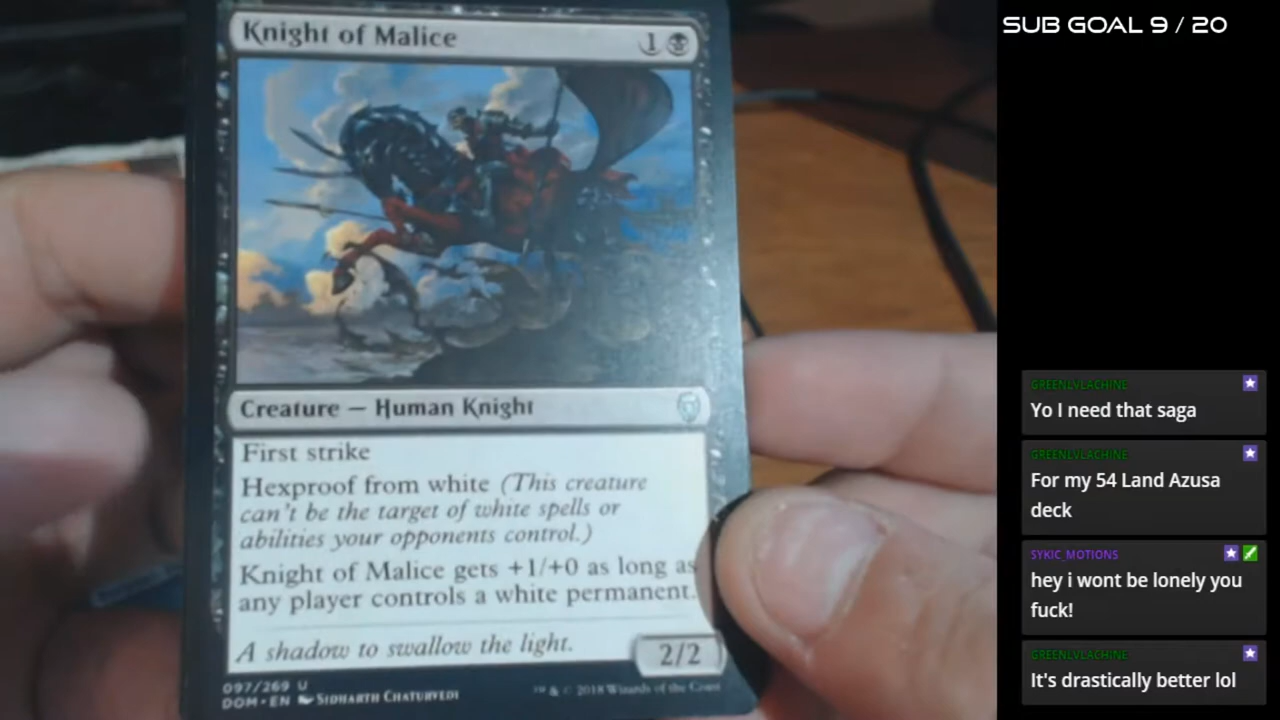 Knight of Malice 1
Creature — Human Knight
First strike
Hexproof from white (This creature
can't be the target of white spells or
abilities your opponents control.)
Knight of Malice gets +1/+0 as long as
any player controls a white permanent.
A shadow to swallow the light.
2/2
097/269 U
DOM • EN Sidharth Chaturvedi
™ & © 2018 Wizards of the Coast
SUB GOAL 9 / 20
GREENLVLACHINE
Yo I need that saga
GREENLVLACHINE
For my 54 Land Azusa
deck
SYKIC_MOTIONS
hey i wont be lonely you
fuck!
GREENLVLACHINE
It's drastically better lol